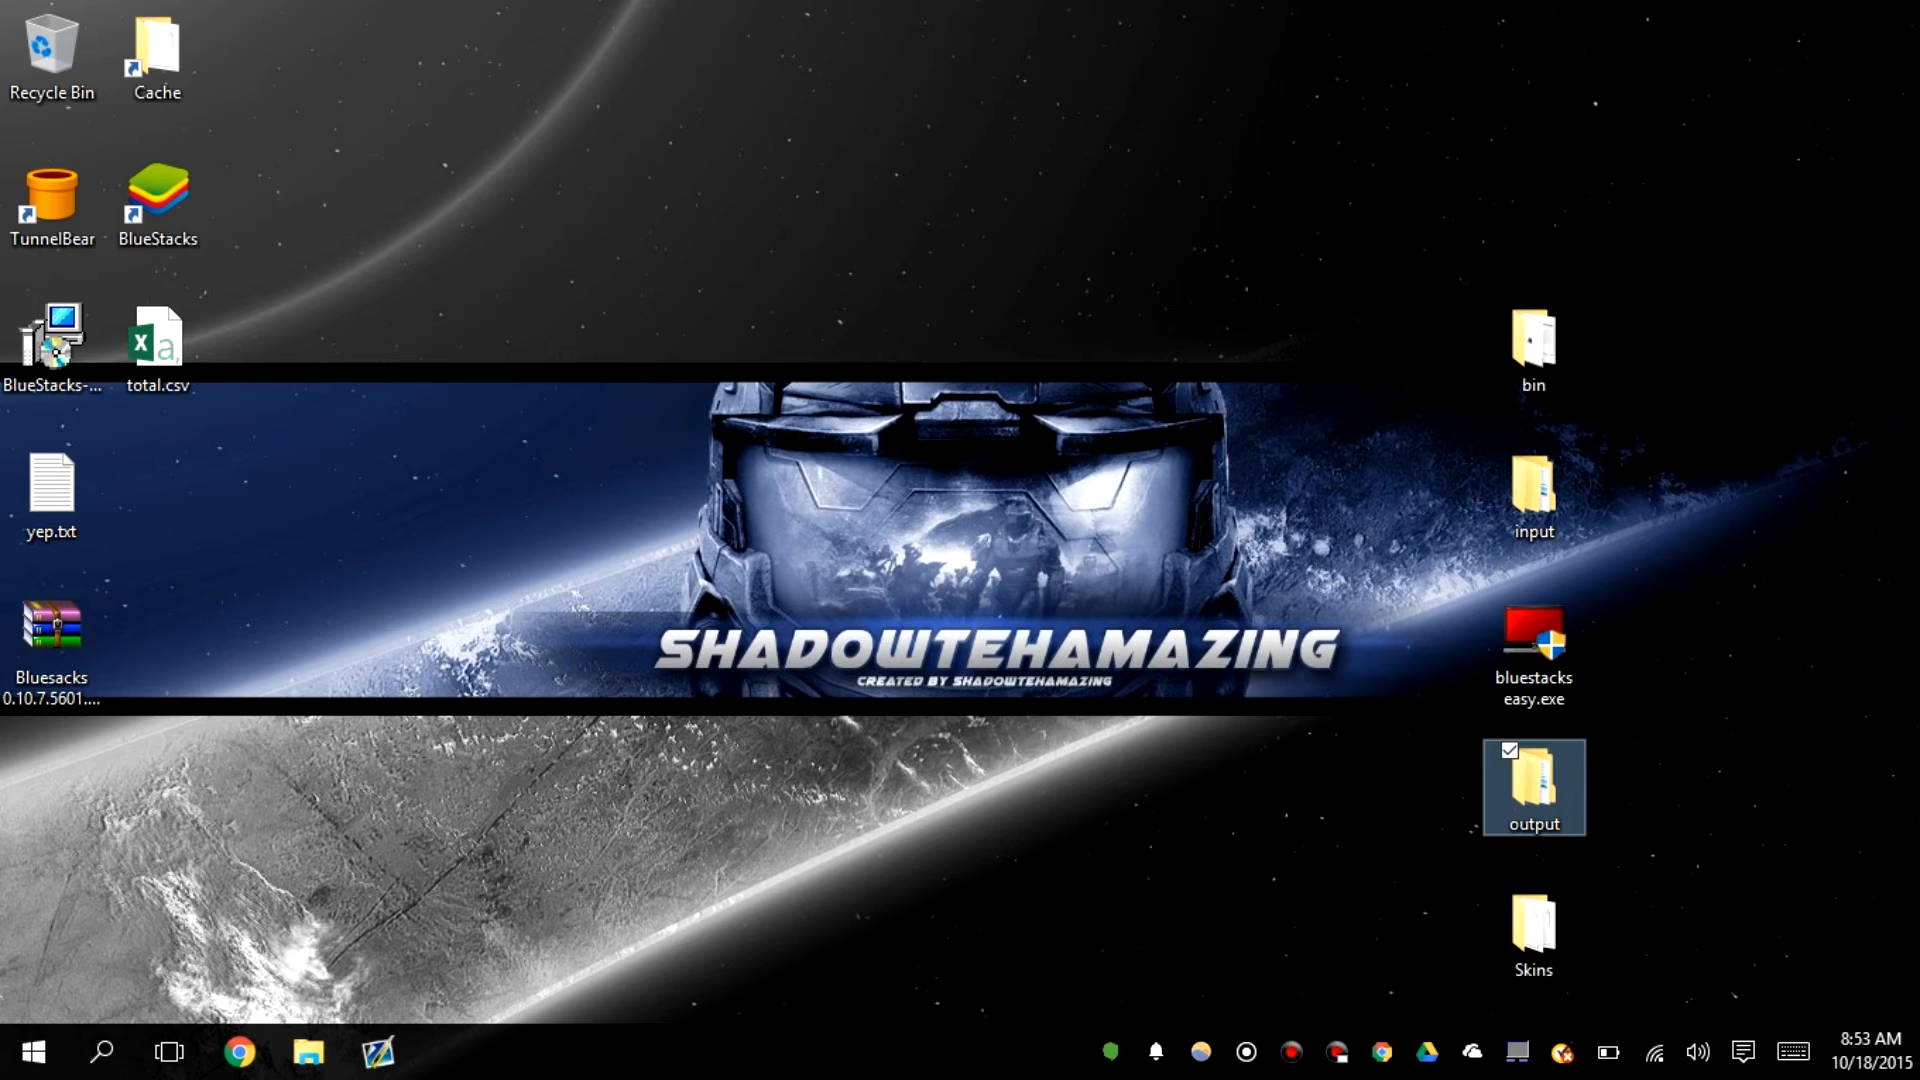 Recycle Bin
Cache
TunnelBear
BlueStacks
BlueStacks-...
total.csv
yep.txt
Bluesacks
0.10.7.5601....
SHADOWTEHAMAZING
CREATED BY SHADOWTEHAMAZING
bin
input
bluestacks
easy.exe
output
Skins
8:53 AM
10/18/2015